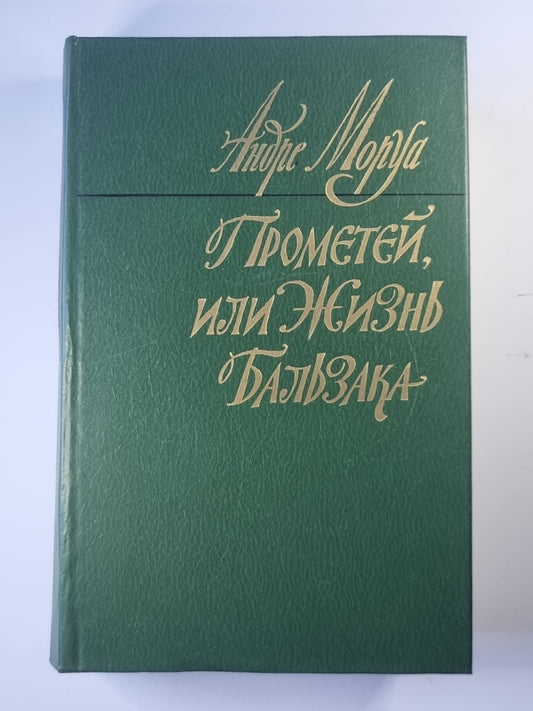 Андре Моруа
Прометей,
или Жизнь
Бальзака